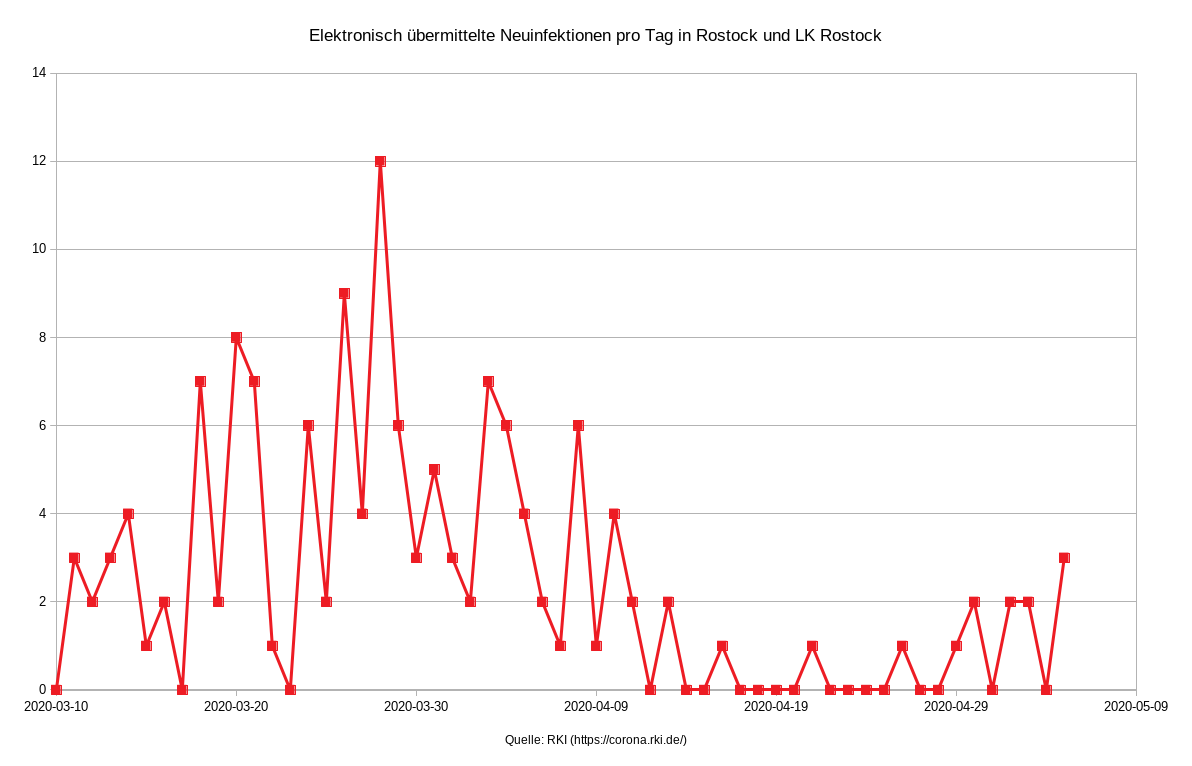 Elektronisch übermittelte Neuinfektionen pro Tag in Rostock und LK Rostock
14
12
10
8
6
4
2
0
2020-03-10 2020-03-20 2020-03-30 2020-04-09 2020-04-19 2020-04-29 2020-05-09
Quelle: RKI (https://corona.rki.de/)